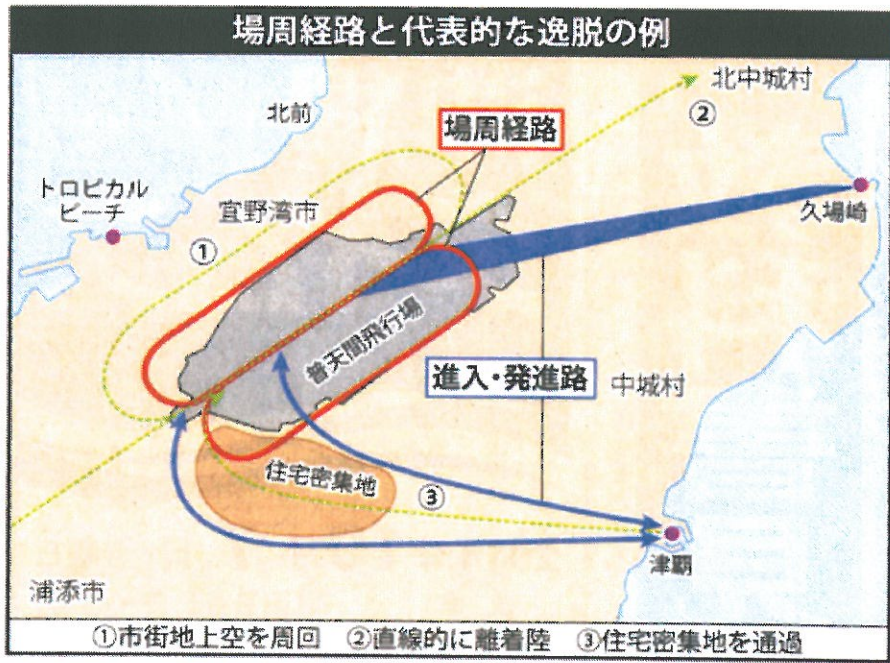 場周経路と代表的な逸脱の例
北中城村
②
北前
場周経路
トロピカル
ビーチ
宜野湾市
久場崎
①
普天間飛行場
進入・発進路
中城村
住宅密集地
③
津覇
浦添市
①市街地上空を周回 ②直線的に離着陸 ③住宅密集地を通過